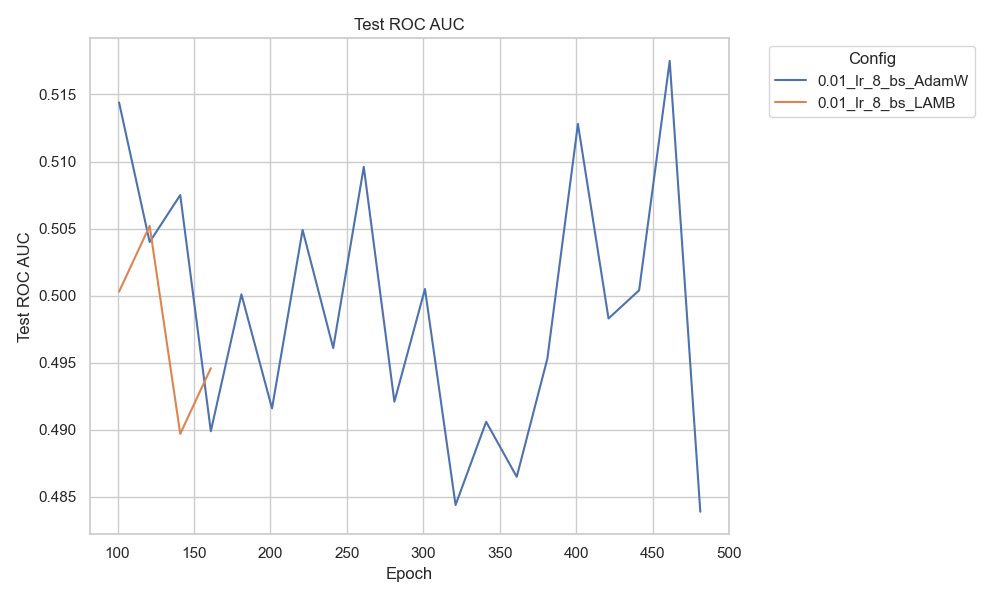 Test ROC AUC
Config
0.01_lr_8_bs_AdamW
0.01_lr_8_bs_LAMB
Test ROC AUC
0.515
0.510
0.505
0.500
0.495
0.490
0.485
100 150 200 250 300 350 400 450 500
Epoch